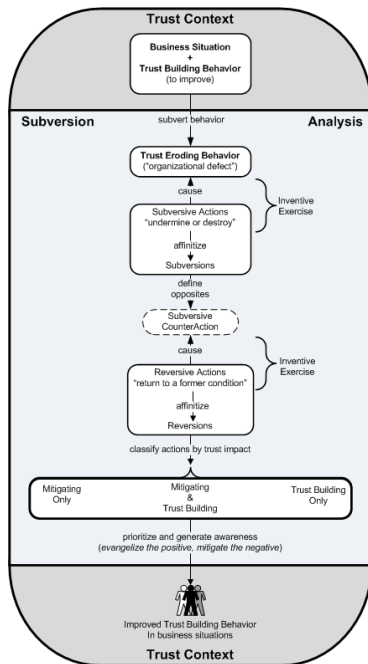 Trust Context
Business Situation
+
Trust Building Behavior
(to improve)
Subversion
Analysis
subvert behavior
Trust Eroding Behavior
("organizational defect")
cause
Inventive
Exercise
Subversive Actions
"undermine or destroy"
affinitize
Subversions
define
opposites
Subversive
CounterAction
cause
Inventive
Exercise
Reversive Actions
"return to a former condition"
affinitize
Reversions
classify actions by trust impact
Mitigating
Only
Mitigating
&
Trust Building
Trust Building
Only
prioritize and generate awareness
(evangelize the positive, mitigate the negative)
Improved Trust Building Behavior
In business situations
Trust Context